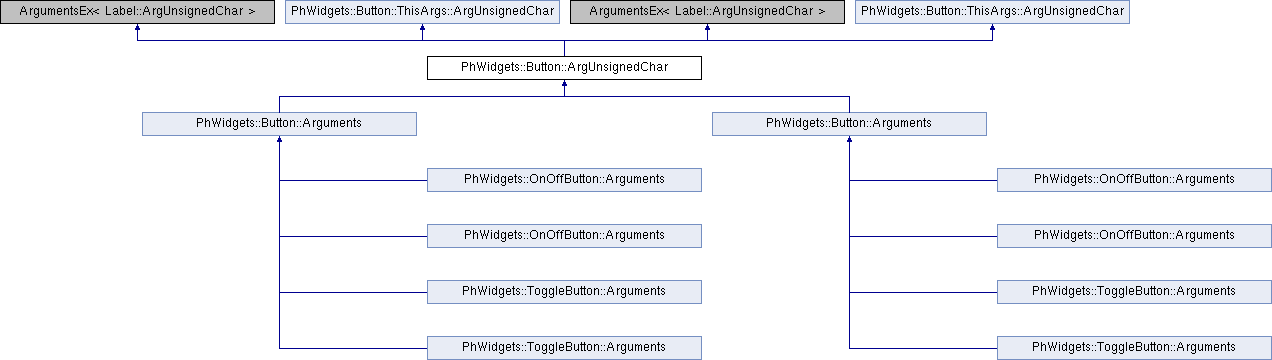 ArgumentsEx< Label::ArgUnsignedChar >
PhWidgets::Button::ThisArgs::ArgUnsignedChar
ArgumentsEx< Label::ArgUnsignedChar >
PhWidgets::Button::ThisArgs::ArgUnsignedChar
PhWidgets::Button::ArgUnsignedChar
PhWidgets::Button::Arguments
PhWidgets::Button::Arguments
PhWidgets::OnOffButton::Arguments
PhWidgets::OnOffButton::Arguments
PhWidgets::OnOffButton::Arguments
PhWidgets::OnOffButton::Arguments
PhWidgets::ToggleButton::Arguments
PhWidgets::ToggleButton::Arguments
PhWidgets::ToggleButton::Arguments
PhWidgets::ToggleButton::Arguments